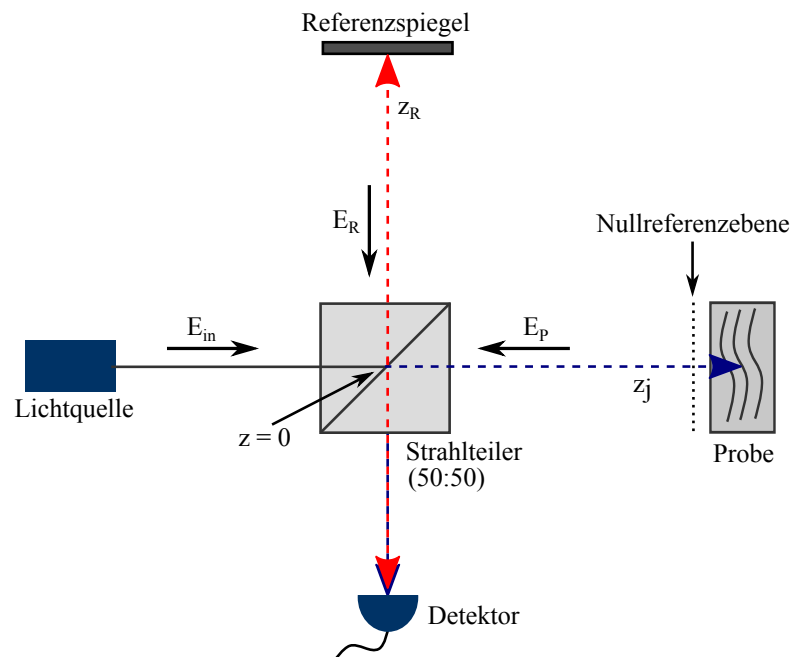 Referenzspiegel
z_R
E_R
Nullreferenzebene
E_in
E_P
z_j
Lichtquelle
z = 0
Strahlteiler
(50:50)
Probe
Detektor